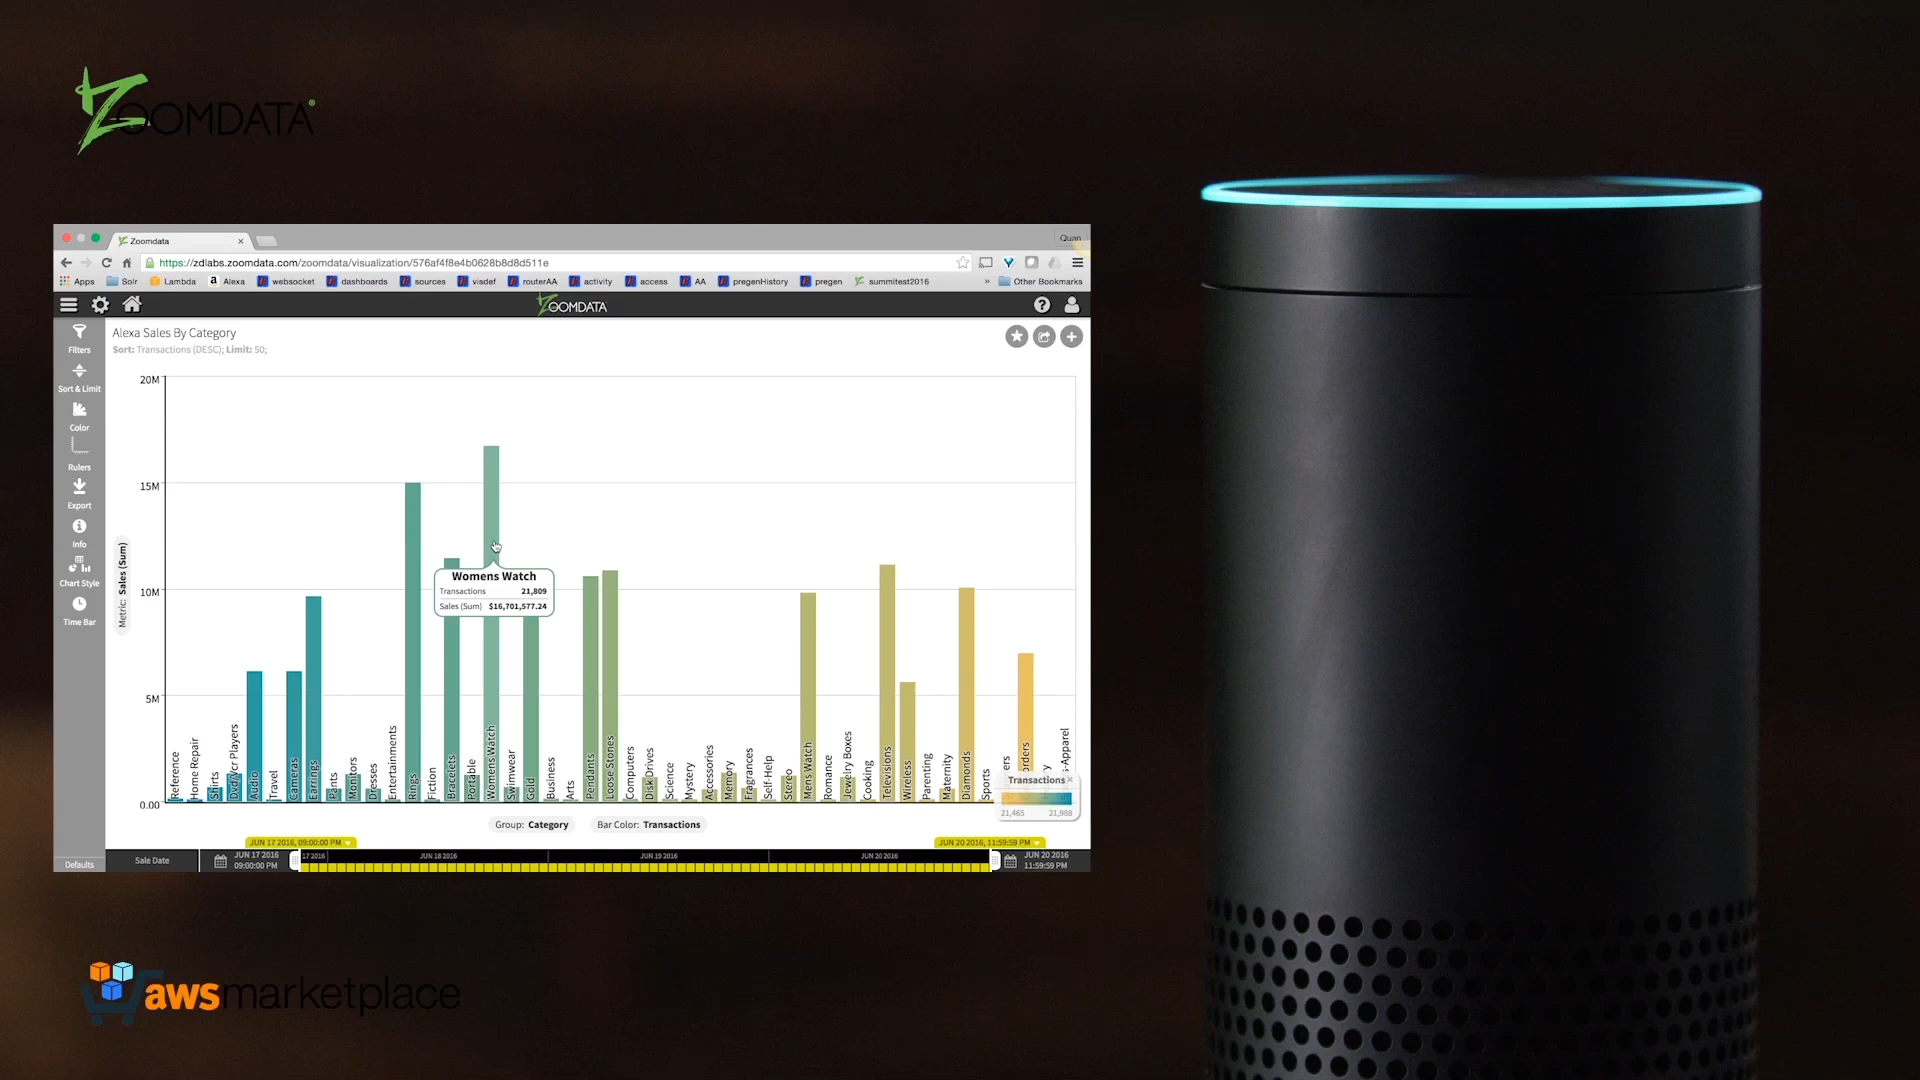 ZOOMDATA®
Zoomdata
Quan
https://zdlabs.zoomdata.com/zoomdata/visualization/576af4f8e4b0628b8d8d511e
Apps Solr Lambda Alexa websocket dashboards sources visdef routerAA activity access AA pregenHistory pregen summitest2016 » Other Bookmarks
ZOOMDATA
Alexa Sales By Category
Sort: Transactions (DESC); Limit: 50;
Filters
Sort & Limit
Color
Rulers
Export
Info
Chart Style
Time Bar
Defaults
Metric: Sales (Sum)
20M
15M
10M
5M
0.00
Womens Watch
Transactions 21,809
Sales (Sum) $16,701,577.24
Reference
Home Repair
Shirts
Dvd/Vcr Players
Audio
Travel
Cameras
Earrings
Pants
Monitors
Dresses
Entertainments
Rings
Fiction
Bracelets
Portable
Womens Watch
Swimwear
Gold
Business
Arts
Pendants
Loose Stones
Computers
Disk Drives
Science
Mystery
Accessories
Memory
Fragrances
Self-Help
Stereo
Mens Watch
Romance
Jewelry Boxes
Cooking
Televisions
Wireless
Parenting
Maternity
Diamonds
Sports
Transactions
21,465 21,988
Group: Category Bar Color: Transactions
JUN 17 2016, 09:00:00 PM
JUN 20 2016, 11:59:59 PM
Sale Date
JUN 17 2016
09:00:00 PM
17 2016
JUN 18 2016
JUN 19 2016
JUN 20 2016
JUN 20 2016
11:59:59 PM
awsmarketplace